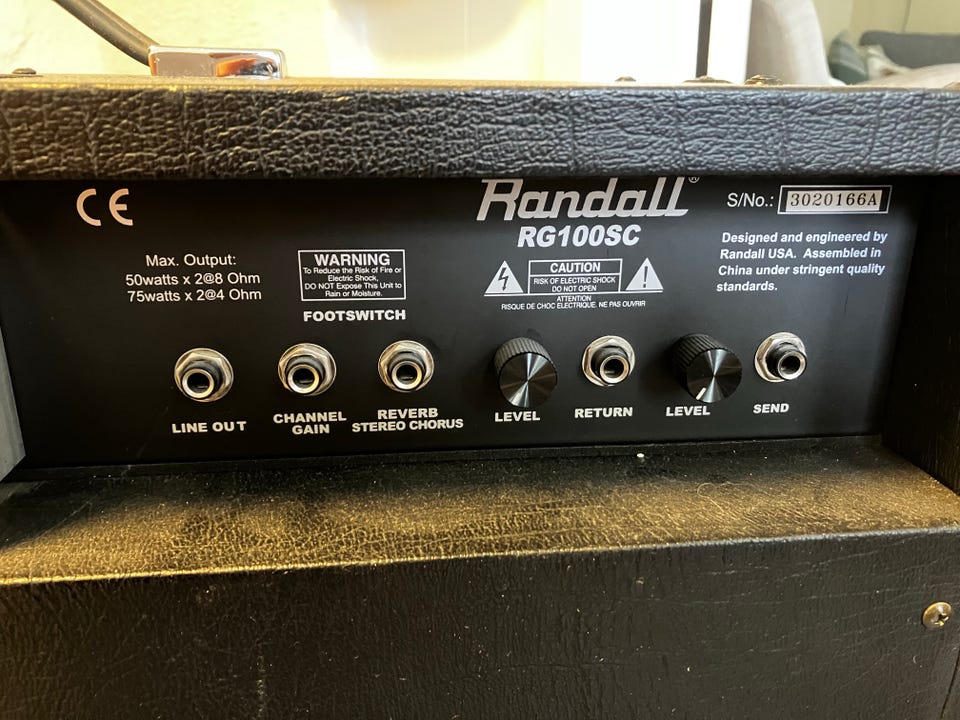 CE
Randall®
RG100SC
S/No.: 3020166A
Designed and engineered by
Randall USA. Assembled in
China under stringent quality
standards.
Max. Output:
50watts x 2@8 Ohm
75watts x 2@4 Ohm
WARNING
To Reduce the Risk of Fire or
Electric Shock,
DO NOT Expose This Unit to
Rain or Moisture.
CAUTION
RISK OF ELECTRIC SHOCK
DO NOT OPEN
ATTENTION
RISQUE DE CHOC ELECTRIQUE. NE PAS OUVRIR
FOOTSWITCH
LINE OUT
CHANNEL
GAIN
REVERB
STEREO CHORUS
LEVEL
RETURN
LEVEL
SEND